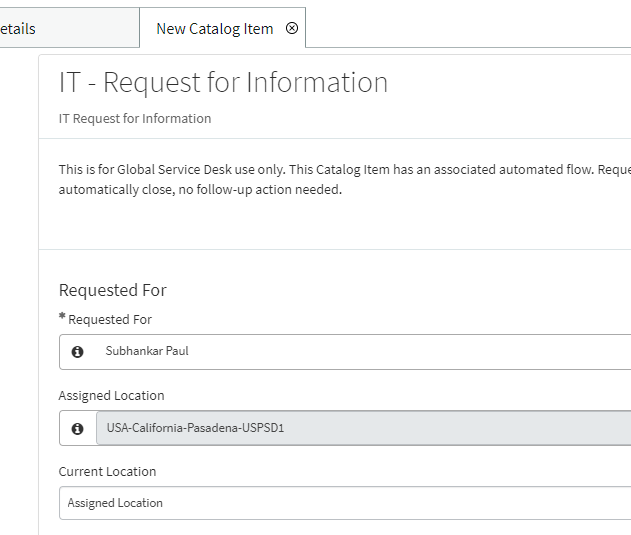 etails
New Catalog Item
IT - Request for Information
IT Request for Information
This is for Global Service Desk use only. This Catalog Item has an associated automated flow. Reque
automatically close, no follow-up action needed.
Requested For
* Requested For
Subhankar Paul
Assigned Location
USA-California-Pasadena-USPSD1
Current Location
Assigned Location